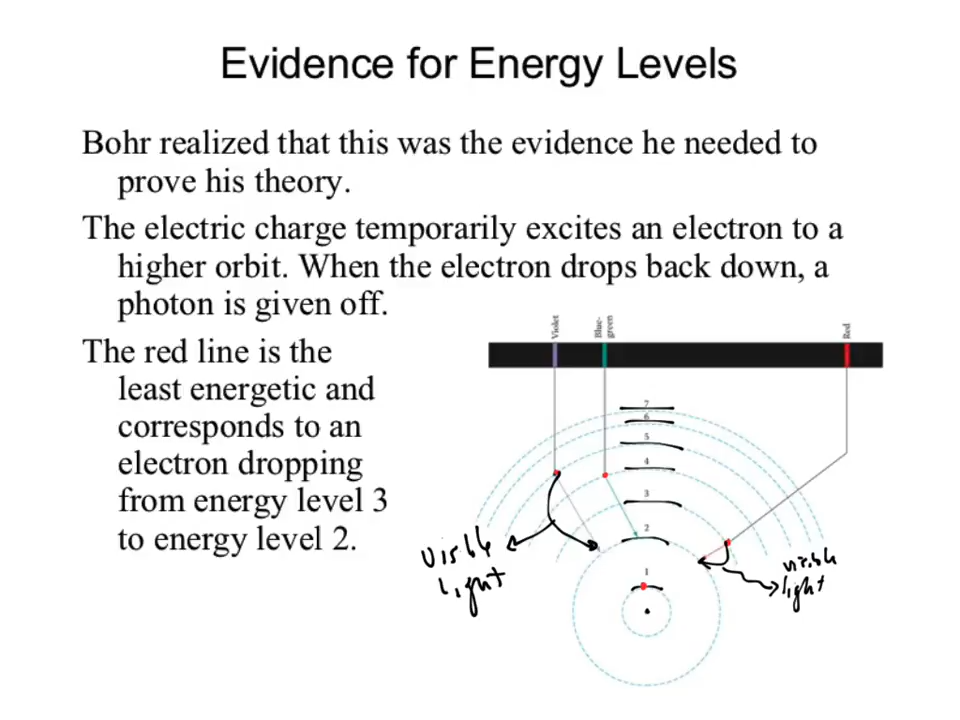 Evidence for Energy Levels
Bohr realized that this was the evidence he needed to
prove his theory.
The electric charge temporarily excites an electron to a
higher orbit. When the electron drops back down, a
photon is given off.
The red line is the
least energetic and
corresponds to an
electron dropping
from energy level 3
to energy level 2.
Violet
Blue-
green
Red
7
6
5
4
3
2
1
Visible
light
visible
light